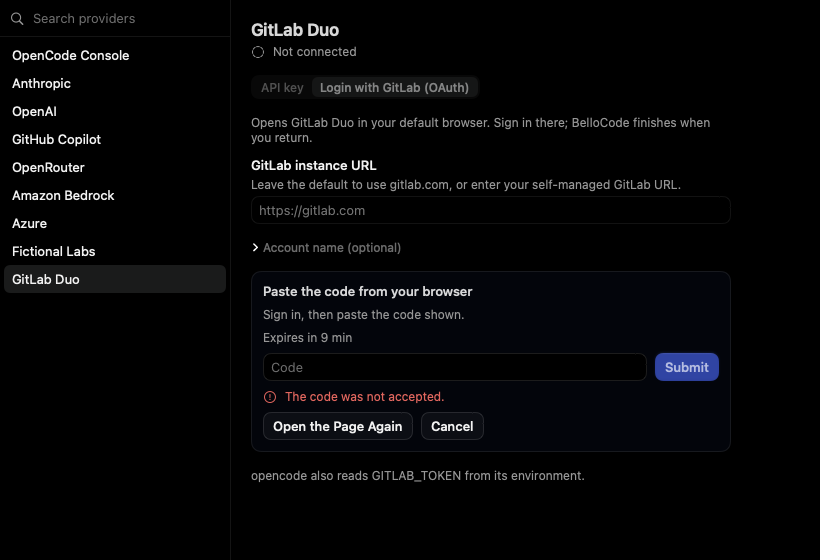 Search providers
OpenCode Console
Anthropic
OpenAI
GitHub Copilot
OpenRouter
Amazon Bedrock
Azure
Fictional Labs
GitLab Duo
GitLab Duo
Not connected
API key
Login with GitLab (OAuth)
Opens GitLab Duo in your default browser. Sign in there; BelloCode finishes when
you return.
GitLab instance URL
Leave the default to use gitlab.com, or enter your self-managed GitLab URL.
https://gitlab.com
Account name (optional)
Paste the code from your browser
Sign in, then paste the code shown.
Expires in 9 min
Code
Submit
The code was not accepted.
Open the Page Again
Cancel
opencode also reads GITLAB_TOKEN from its environment.